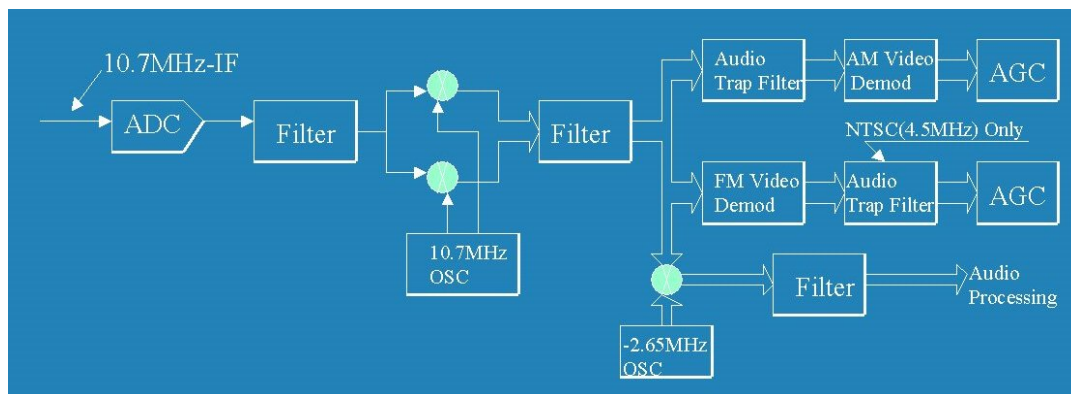 10.7MHz-IF
ADC
Filter
10.7MHz
OSC
Filter
Audio
Trap Filter
AM Video
Demod
AGC
NTSC(4.5MHz) Only
FM Video
Demod
Audio
Trap Filter
AGC
-2.65MHz
OSC
Filter
Audio
Processing